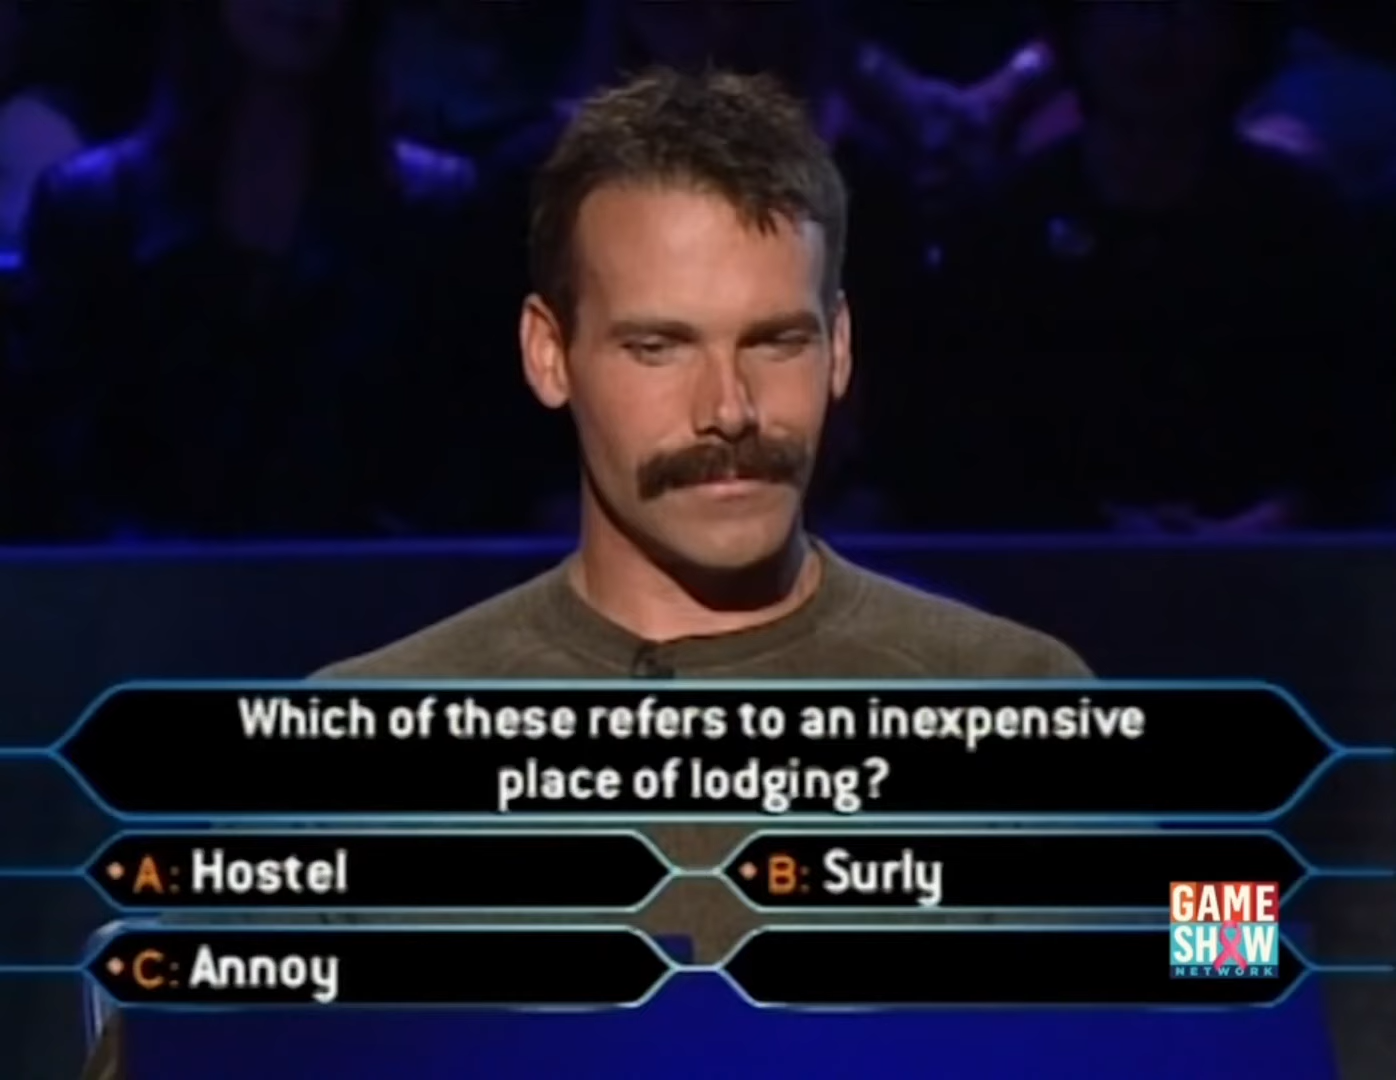 Which of these refers to an inexpensive
place of lodging?
A: Hostel
B: Surly
C: Annoy
GAME
SHOW
NETWORK